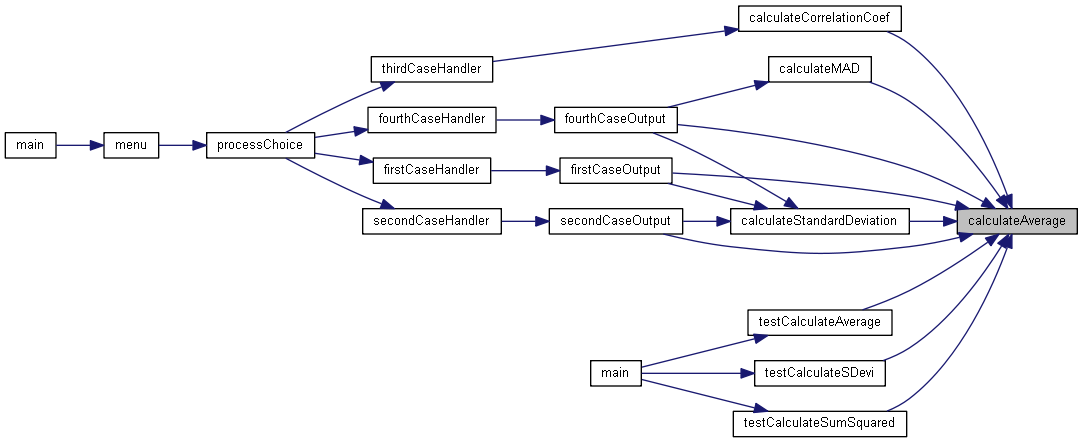 calculateCorrelationCoef
thirdCaseHandler
calculateMAD
fourthCaseHandler
fourthCaseOutput
main
menu
processChoice
firstCaseHandler
firstCaseOutput
secondCaseHandler
secondCaseOutput
calculateStandardDeviation
calculateAverage
testCalculateAverage
main
testCalculateSDevi
testCalculateSumSquared